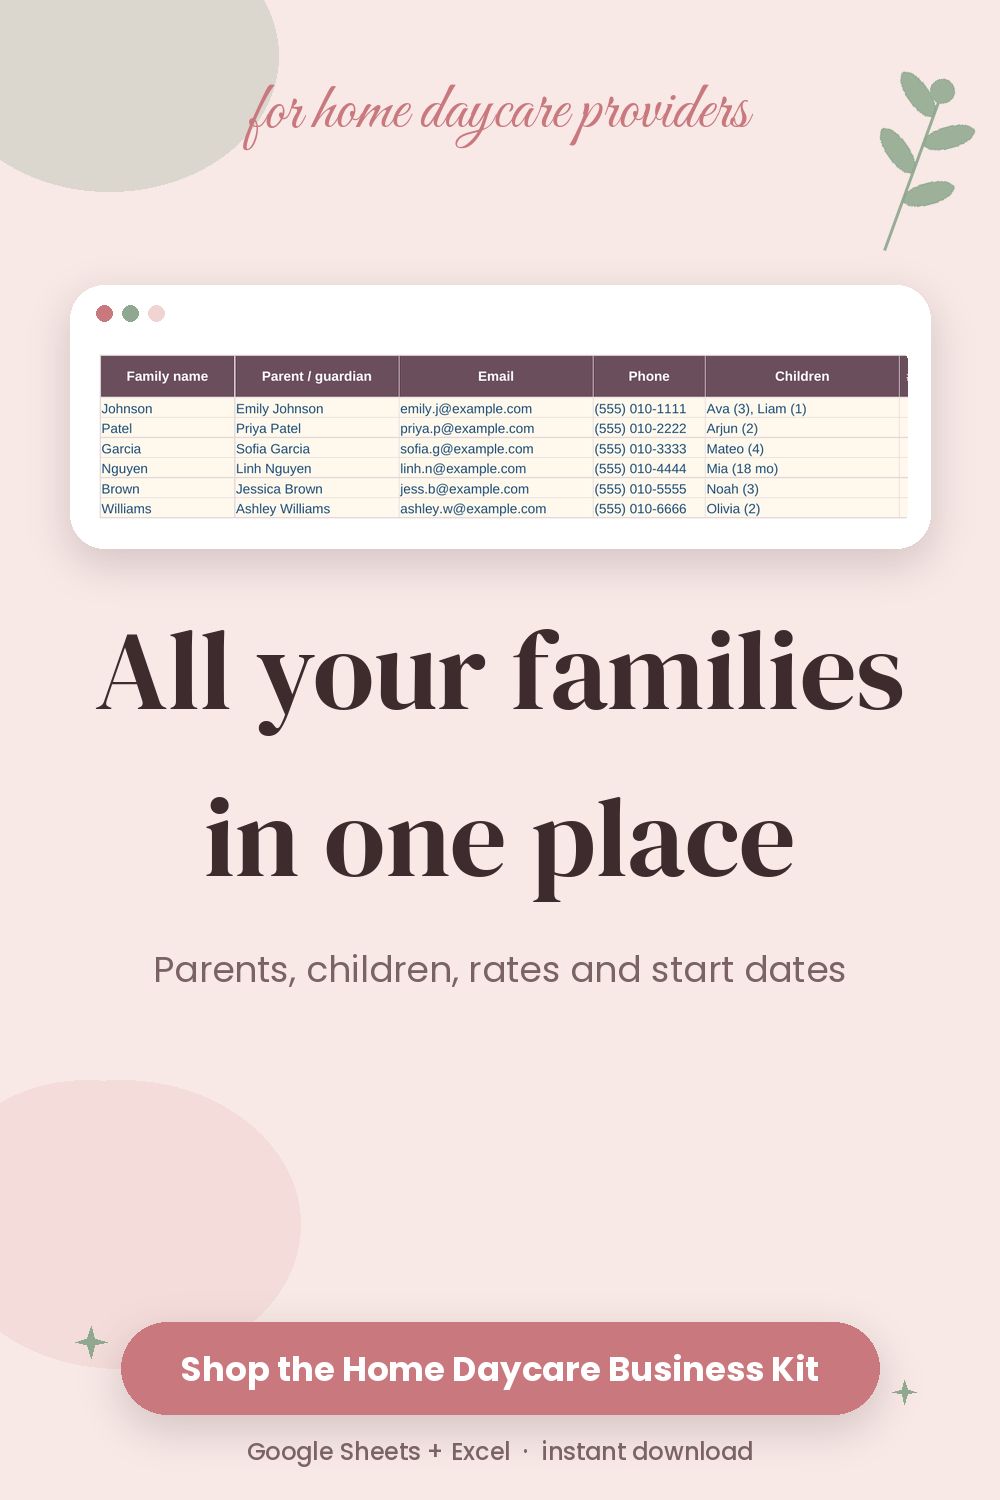 for home daycare providers
Family name Parent / guardian Email Phone Children
Johnson Emily Johnson emily.j@example.com (555) 010-1111 Ava (3), Liam (1)
Patel Priya Patel priya.p@example.com (555) 010-2222 Arjun (2)
Garcia Sofia Garcia sofia.g@example.com (555) 010-3333 Mateo (4)
Nguyen Linh Nguyen linh.n@example.com (555) 010-4444 Mia (18 mo)
Brown Jessica Brown jess.b@example.com (555) 010-5555 Noah (3)
Williams Ashley Williams ashley.w@example.com (555) 010-6666 Olivia (2)
All your families
in one place
Parents, children, rates and start dates
Shop the Home Daycare Business Kit
Google Sheets + Excel · instant download